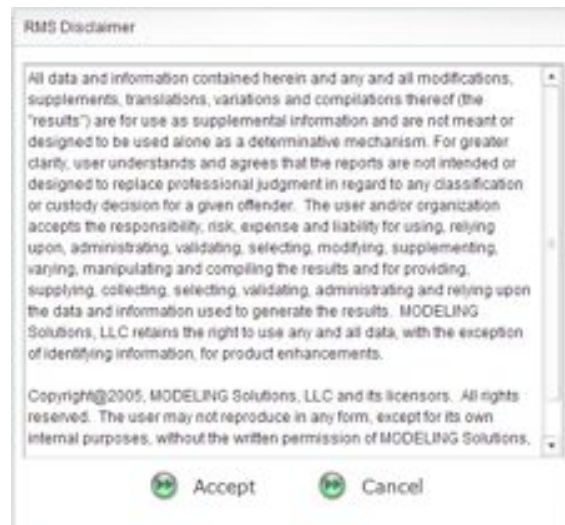 RMS Disclaimer
All data and information contained herein and any and all modifications,
supplements, translations, variations and compilations thereof (the
"results") are for use as supplemental information and are not meant or
designed to be used alone as a determinative mechanism. For greater
clarity, user understands and agrees that the reports are not intended or
designed to replace professional judgment in regard to any classification
or custody decision for a given offender. The user and/or organization
accepts the responsibility, risk, expense and liability for using, relying
upon, administrating, validating, selecting, modifying, supplementing,
varying, manipulating and compiling the results and for providing,
supplying, collecting, selecting, validating, administrating and relying upon
the data and information used to generate the results. MODELING
Solutions, LLC retains the right to use any and all data, with the exception
of identifying information, for product enhancements.
Copyright@2005, MODELING Solutions, LLC and its licensors. All rights
reserved. The user may not reproduce in any form, except for its own
internal purposes, without the written permission of MODELING Solutions,
Accept Cancel